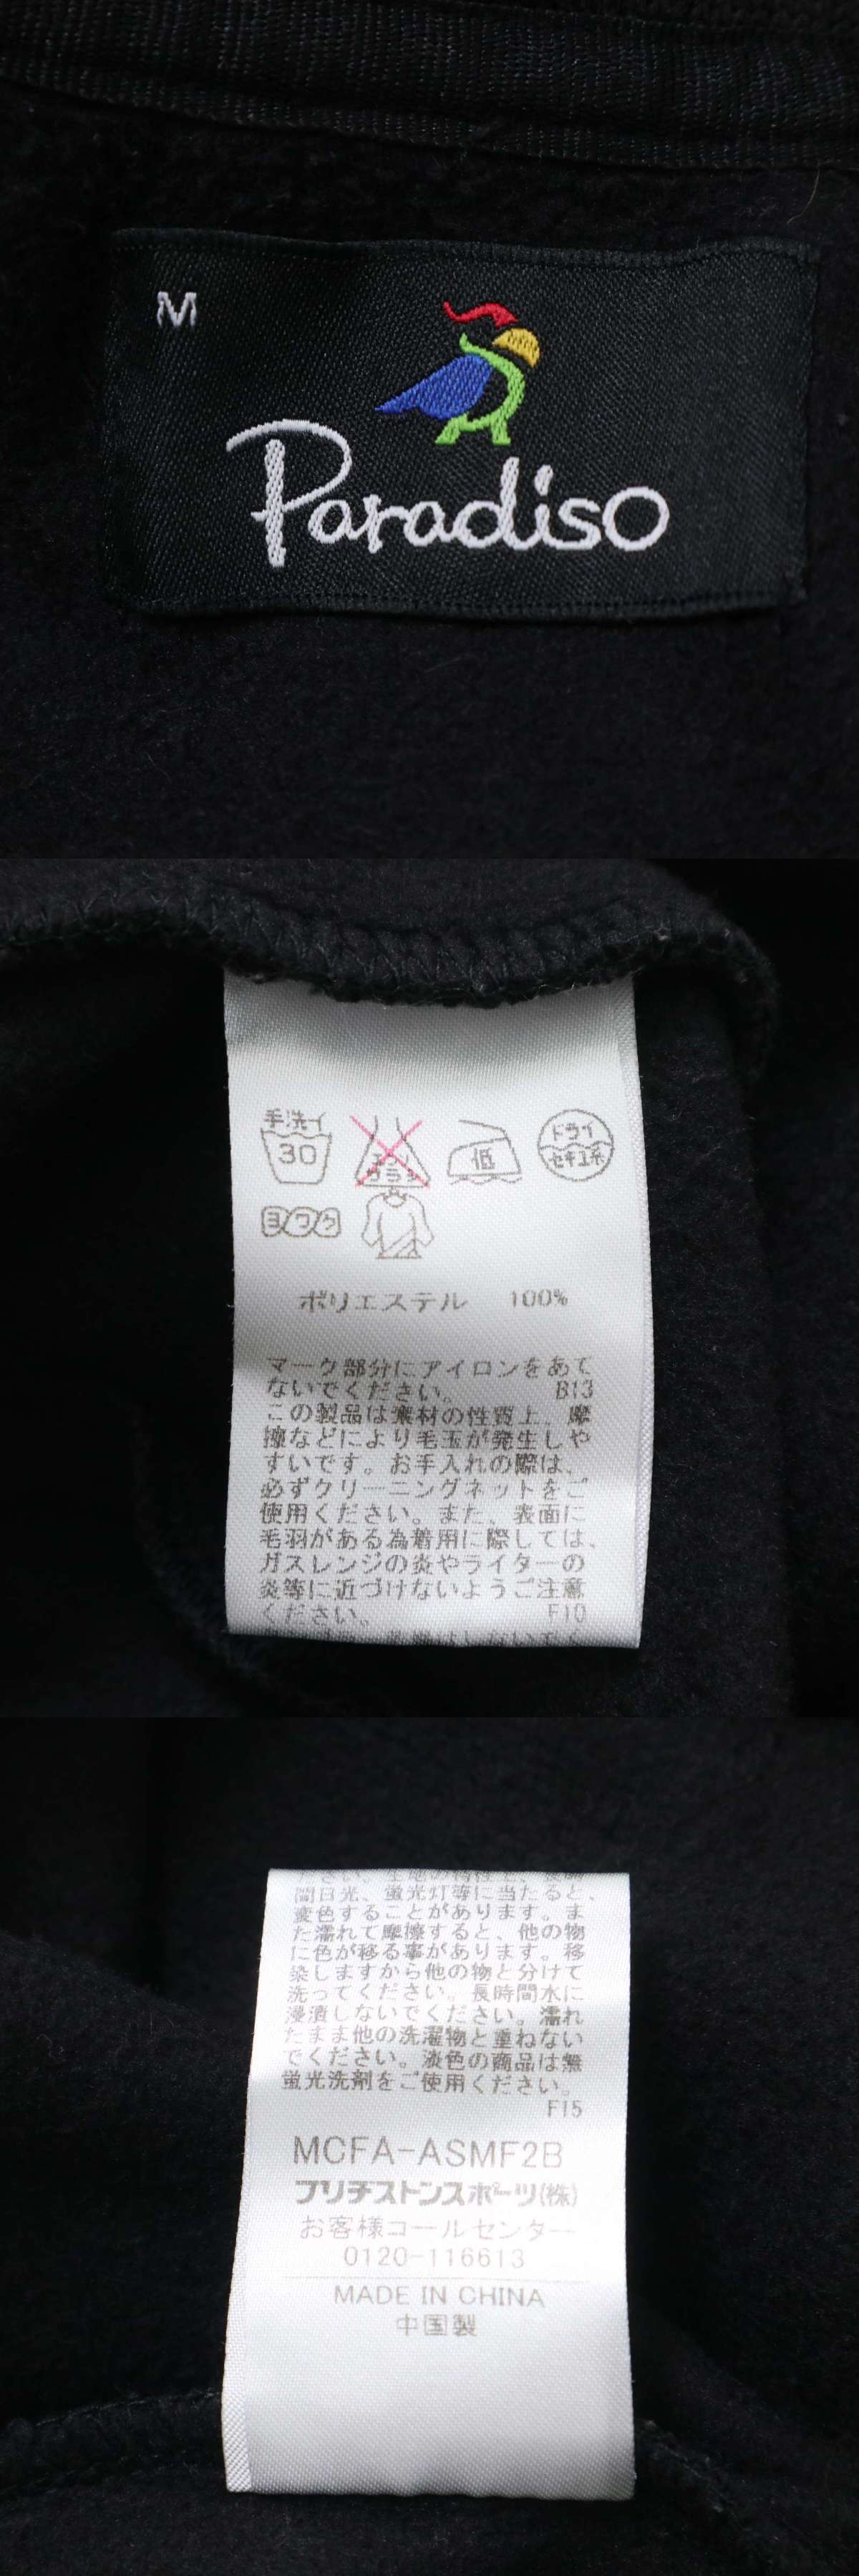 M
Paradiso
手洗イ
30
エンソ
サラシ
低
ドライ
セキユ系
ヨワク
ポリエステル 100%
マーク部分にアイロンをあて
ないでください。 B13
この製品は素材の性質上、摩
擦などにより毛玉が発生しや
すいです。お手入れの際は、
必ずクリーニングネットをご
使用ください。また、表面に
毛羽がある為着用に際しては、
ガスレンジの炎やライターの
炎等に近づけないようご注意
ください。 F10
間日光、蛍光灯等に当たると、
変色することがあります。ま
た濡れて摩擦すると、他の物
に色が移る事があります。移
染しますから他の物と分けて
洗ってください。長時間水に
浸漬しないでください。濡れ
たまま他の洗濯物と重ねない
でください。淡色の商品は無
蛍光洗剤をご使用ください。
F15
MCFA-ASMF2B
ブリヂストンスポーツ(株)
お客様コールセンター
0120-116613
MADE IN CHINA
中国製